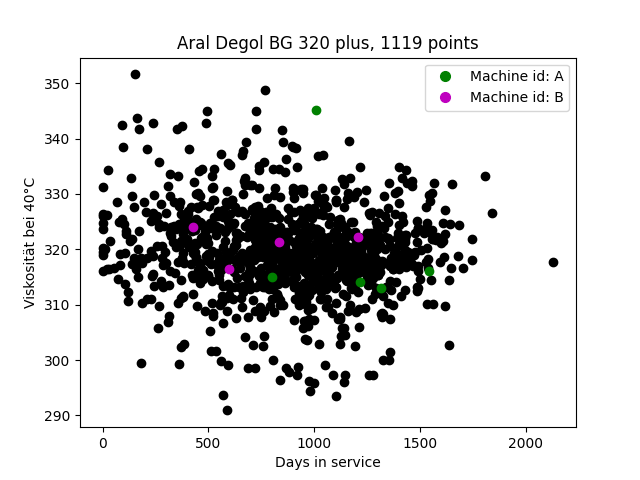 Aral Degol BG 320 plus, 1119 points
Machine id: A
Machine id: B
Viskosität bei 40°C
350
340
330
320
310
300
290
0 500 1000 1500 2000
Days in service